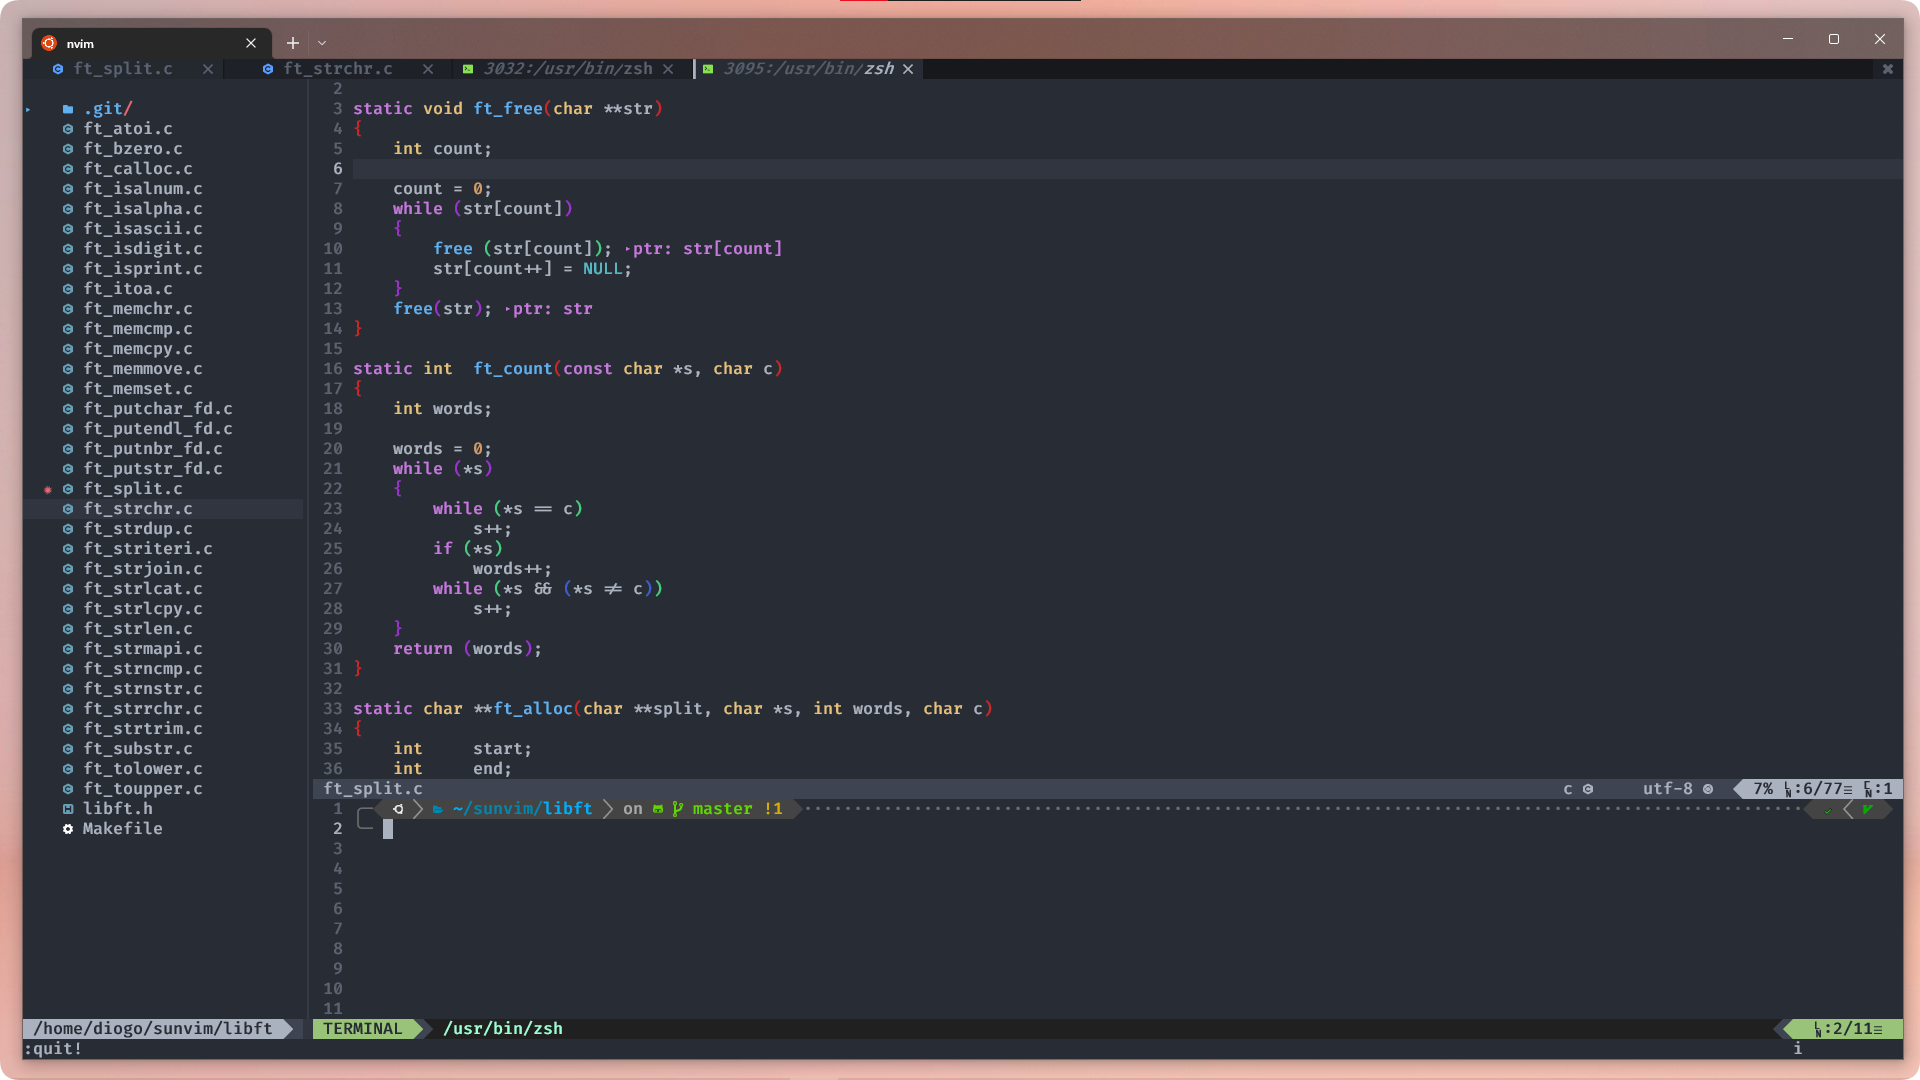 nvim
ft_split.c ft_strchr.c 3032:/usr/bin/zsh 3095:/usr/bin/zsh
.git/
ft_atoi.c
ft_bzero.c
ft_calloc.c
ft_isalnum.c
ft_isalpha.c
ft_isascii.c
ft_isdigit.c
ft_isprint.c
ft_itoa.c
ft_memchr.c
ft_memcmp.c
ft_memcpy.c
ft_memmove.c
ft_memset.c
ft_putchar_fd.c
ft_putendl_fd.c
ft_putnbr_fd.c
ft_putstr_fd.c
ft_split.c
ft_strchr.c
ft_strdup.c
ft_striteri.c
ft_strjoin.c
ft_strlcat.c
ft_strlcpy.c
ft_strlen.c
ft_strmapi.c
ft_strncmp.c
ft_strnstr.c
ft_strrchr.c
ft_strtrim.c
ft_substr.c
ft_tolower.c
ft_toupper.c
libft.h
Makefile
/home/diogo/sunvim/libft
2
3 static void ft_free(char **str)
4 {
5     int count;
6
7     count = 0;
8     while (str[count])
9     {
10         free (str[count]); ‣ptr: str[count]
11         str[count++] = NULL;
12     }
13     free(str); ‣ptr: str
14 }
15
16 static int  ft_count(const char *s, char c)
17 {
18     int words;
19
20     words = 0;
21     while (*s)
22     {
23         while (*s == c)
24             s++;
25         if (*s)
26             words++;
27         while (*s && (*s != c))
28             s++;
29     }
30     return (words);
31 }
32
33 static char **ft_alloc(char **split, char *s, int words, char c)
34 {
35     int     start;
36     int     end;
ft_split.c c utf-8 7% LN:6/77≡ CN:1
1 ~/sunvim/libft on master !1
2
3
4
5
6
7
8
9
10
11
TERMINAL /usr/bin/zsh LN:2/11≡
:quit! i